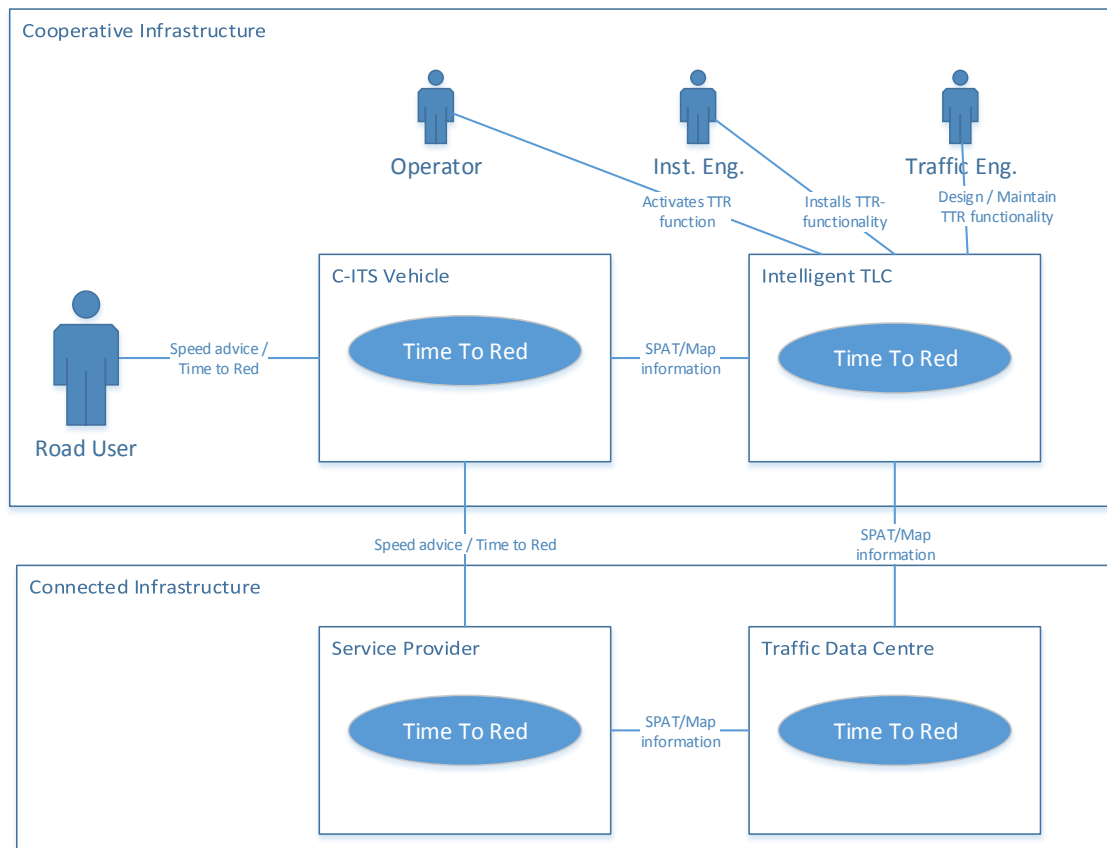 Cooperative Infrastructure
Operator
Inst. Eng.
Traffic Eng.
Activates TTR
function
Installs TTR-
functionality
Design / Maintain
TTR functionality
C-ITS Vehicle
Intelligent TLC
Time To Red
Time To Red
Speed advice /
Time to Red
SPAT/Map
information
Road User
Speed advice / Time to Red
SPAT/Map
information
Connected Infrastructure
Service Provider
Traffic Data Centre
Time To Red
Time To Red
SPAT/Map
information